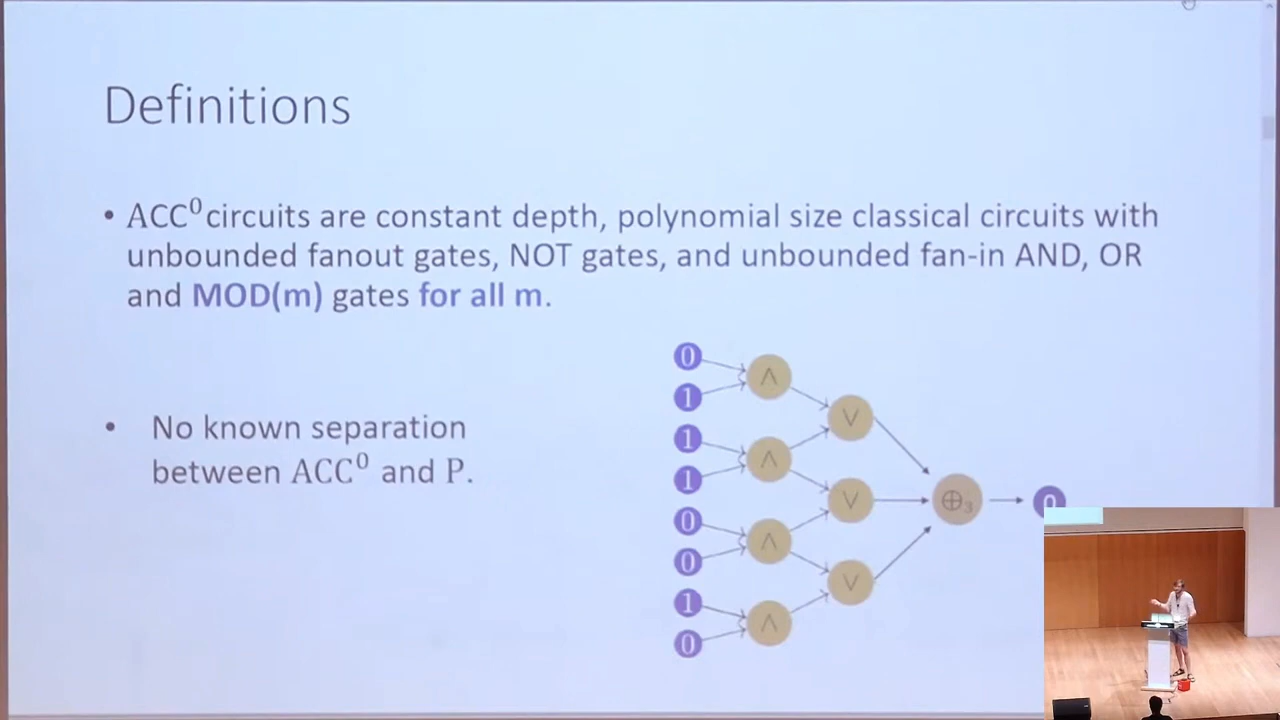 Definitions
• ACC⁰ circuits are constant depth, polynomial size classical circuits with
unbounded fanout gates, NOT gates, and unbounded fan-in AND, OR
and MOD(m) gates for all m.
• No known separation
between ACC⁰ and P.
0
1
1
1
0
0
1
0
∧
∧
∧
∧
∨
∨
∨
⊕₃
0